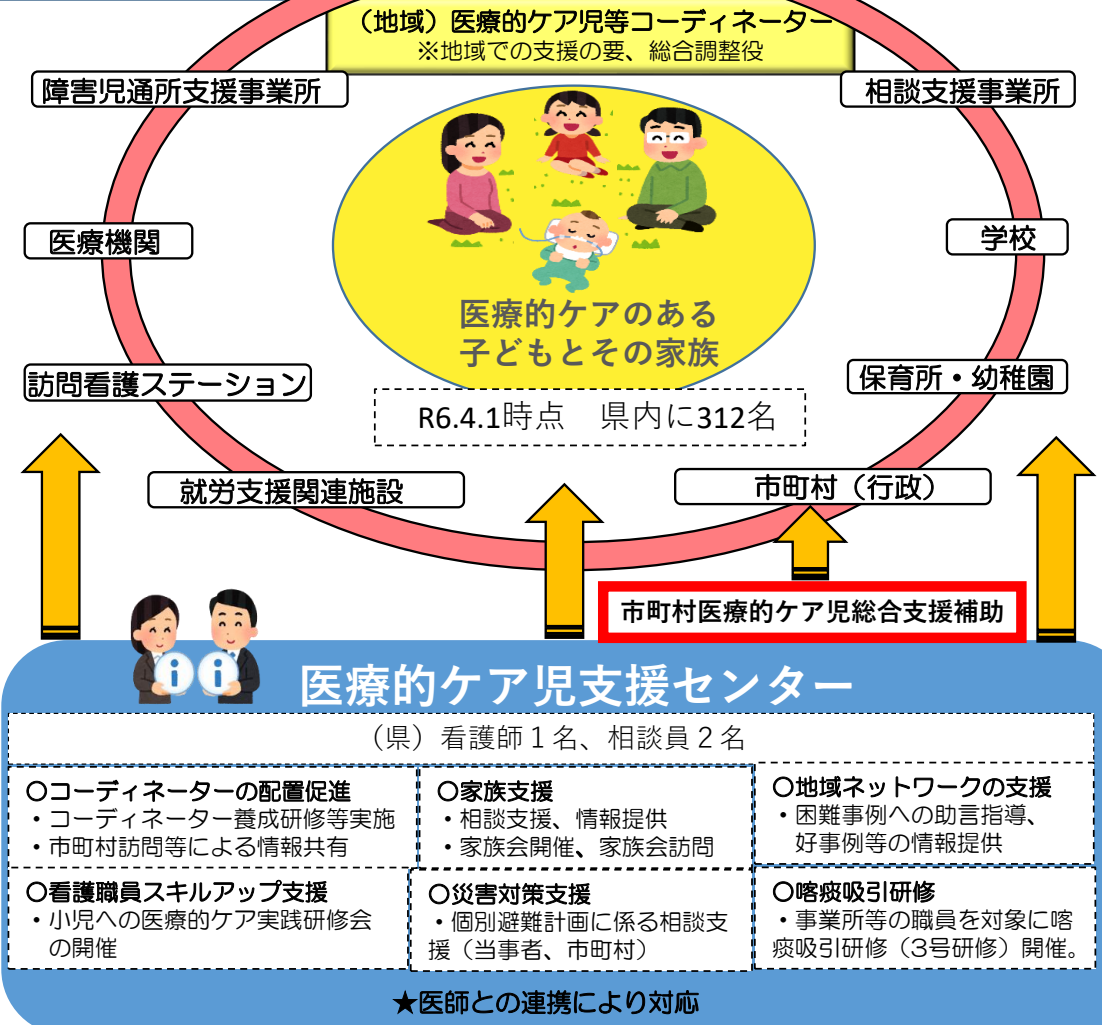 （地域）医療的ケア児等コーディネーター
※地域での支援の要、総合調整役
障害児通所支援事業所
相談支援事業所
医療機関
学校
医療的ケアのある
子どもとその家族
訪問看護ステーション
保育所・幼稚園
R6.4.1時点　県内に312名
就労支援関連施設
市町村（行政）
市町村医療的ケア児総合支援補助
医療的ケア児支援センター
（県）看護師１名、相談員２名
〇コーディネーターの配置促進
・コーディネーター養成研修等実施
・市町村訪問等による情報共有
〇家族支援
・相談支援、情報提供
・家族会開催、家族会訪問
〇地域ネットワークの支援
・困難事例への助言指導、
好事例等の情報提供
〇看護職員スキルアップ支援
・小児への医療的ケア実践研修会
の開催
〇災害対策支援
・個別避難計画に係る相談支
援（当事者、市町村）
〇喀痰吸引研修
・事業所等の職員を対象に喀
痰吸引研修（3号研修）開催。
★医師との連携により対応